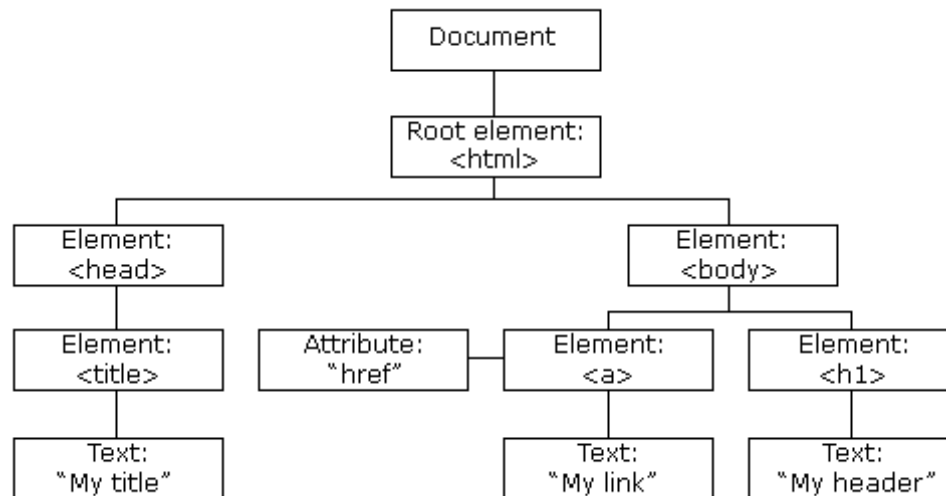 Document
Root element:
<html>
Element:
<head>
Element:
<body>
Element:
<title>
Attribute:
“href”
Element:
<a>
Element:
<h1>
Text:
“My title”
Text:
“My link”
Text:
“My header”